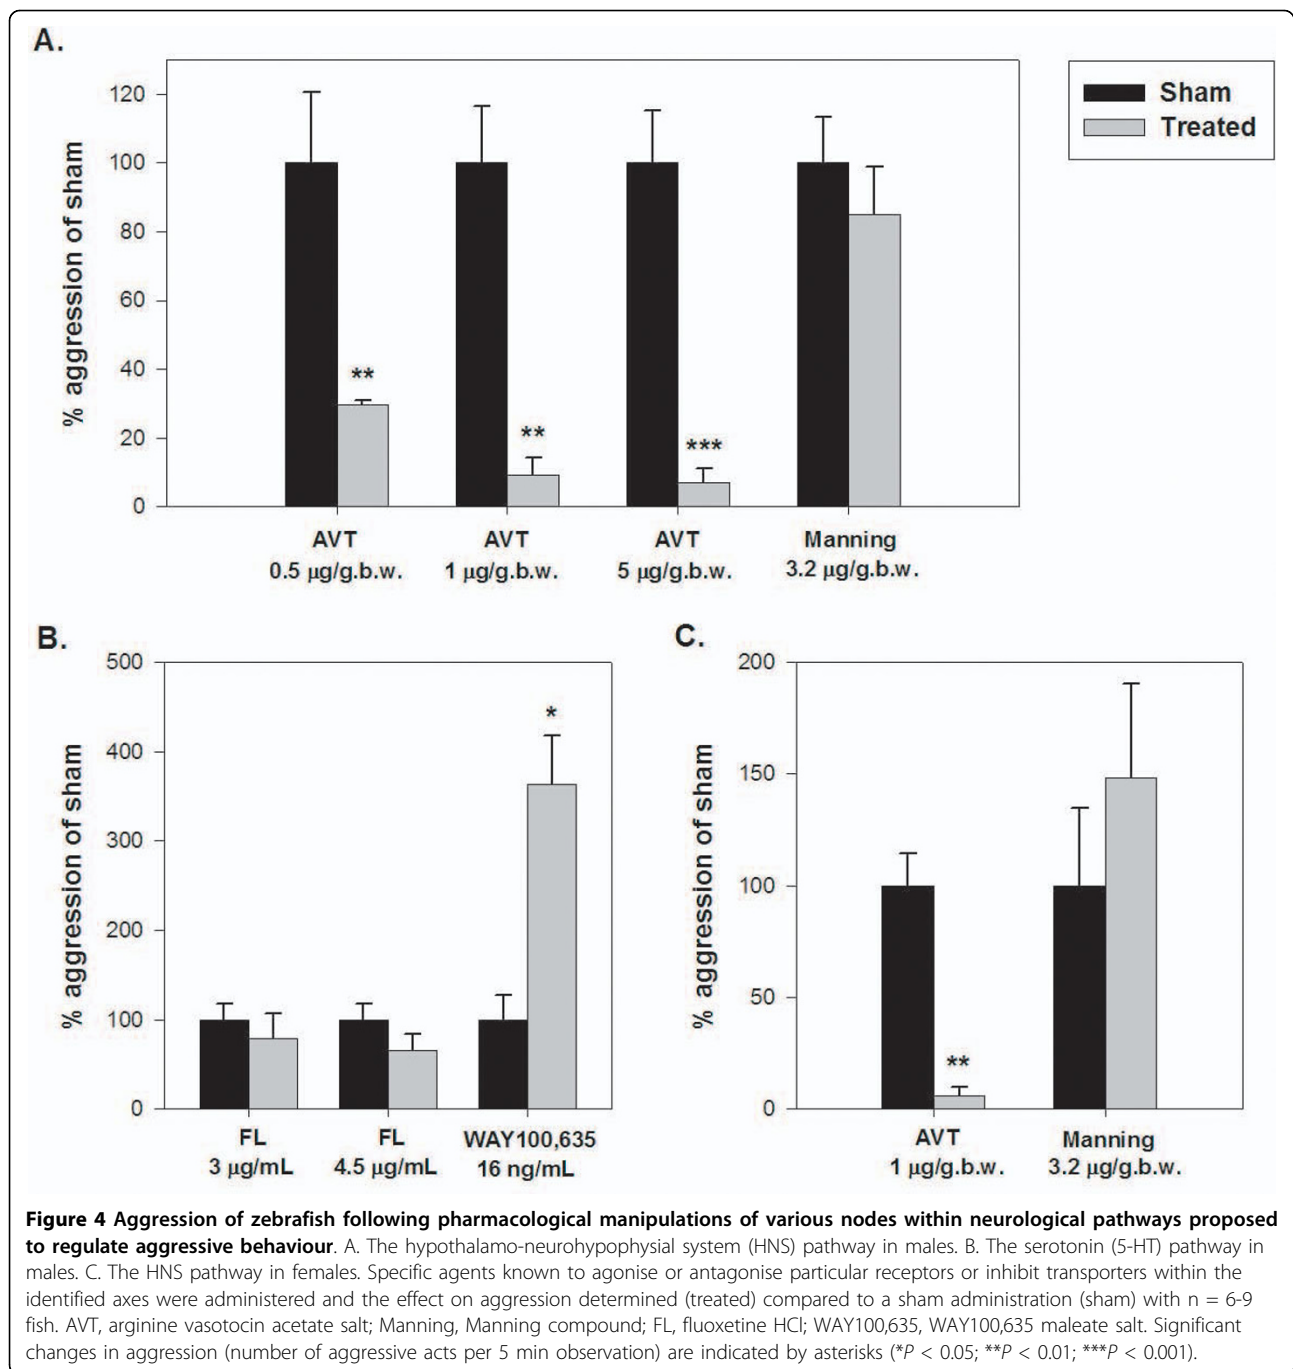 A.
% aggression of sham
120
100
80
60
40
20
0
**
**
***
AVT
0.5 µg/g.b.w.
AVT
1 µg/g.b.w.
AVT
5 µg/g.b.w.
Manning
3.2 µg/g.b.w.
Sham
Treated
B.
% aggression of sham
500
400
300
200
100
0
*
FL
3 µg/mL
FL
4.5 µg/mL
WAY100,635
16 ng/mL
C.
% aggression of sham
200
150
100
50
0
**
AVT
1 µg/g.b.w.
Manning
3.2 µg/g.b.w.
Figure 4 Aggression of zebrafish following pharmacological manipulations of various nodes within neurological pathways proposed
to regulate aggressive behaviour. A. The hypothalamo-neurohypophysial system (HNS) pathway in males. B. The serotonin (5-HT) pathway in
males. C. The HNS pathway in females. Specific agents known to agonise or antagonise particular receptors or inhibit transporters within the
identified axes were administered and the effect on aggression determined (treated) compared to a sham administration (sham) with n = 6-9
fish. AVT, arginine vasotocin acetate salt; Manning, Manning compound; FL, fluoxetine HCl; WAY100,635, WAY100,635 maleate salt. Significant
changes in aggression (number of aggressive acts per 5 min observation) are indicated by asterisks (*P < 0.05; **P < 0.01; ***P < 0.001).